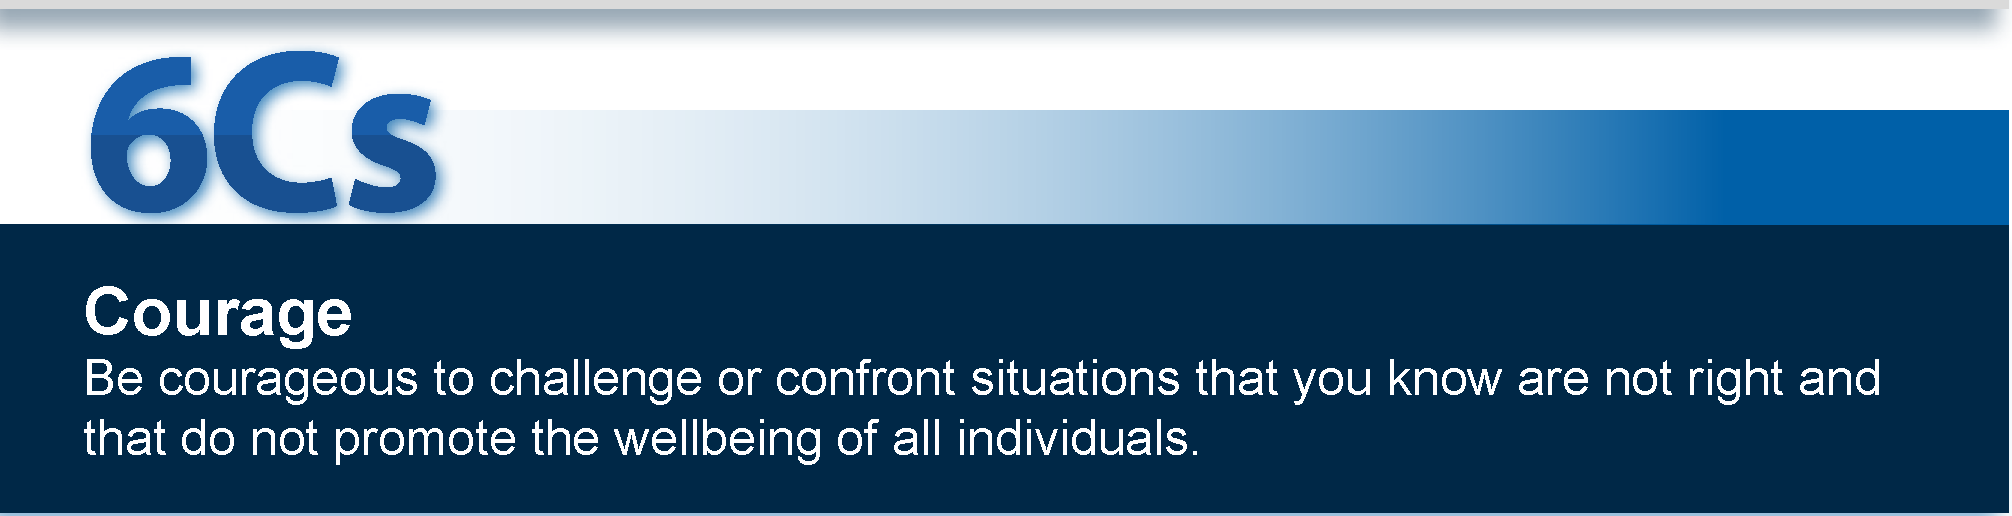 6Cs
Courage
Be courageous to challenge or confront situations that you know are not right and
that do not promote the wellbeing of all individuals.